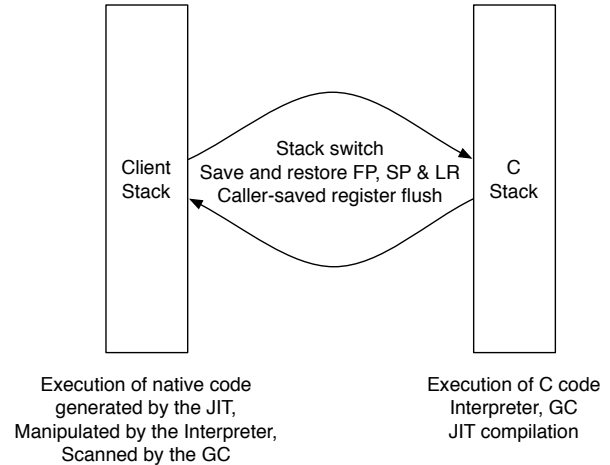 Client
Stack
Stack switch
Save and restore FP, SP & LR
Caller-saved register flush
C
Stack
Execution of native code
generated by the JIT,
Manipulated by the Interpreter,
Scanned by the GC
Execution of C code
Interpreter, GC
JIT compilation